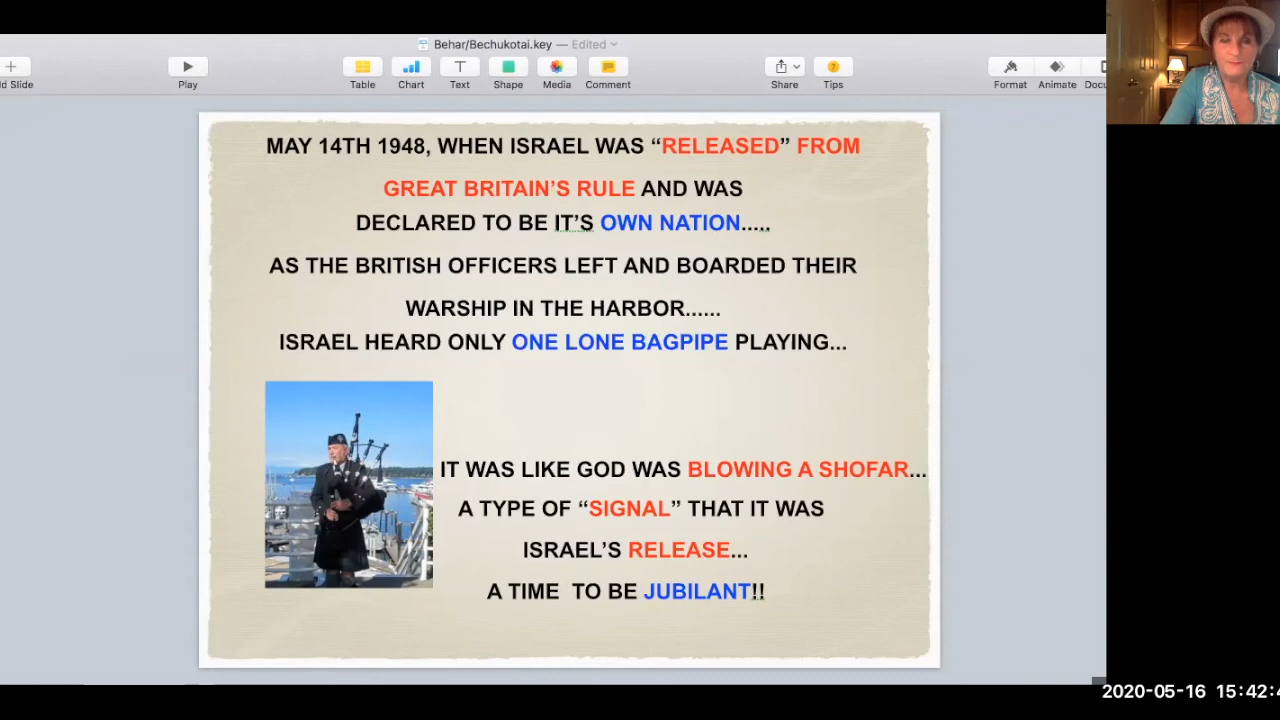 Behar/Bechukotai.key — Edited
d Slide
Play
Table
Chart
Text
Shape
Media
Comment
Share
Tips
Format
Animate
Docu
MAY 14TH 1948, WHEN ISRAEL WAS “RELEASED” FROM
GREAT BRITAIN’S RULE AND WAS
DECLARED TO BE IT’S OWN NATION.....
AS THE BRITISH OFFICERS LEFT AND BOARDED THEIR
WARSHIP IN THE HARBOR......
ISRAEL HEARD ONLY ONE LONE BAGPIPE PLAYING...
IT WAS LIKE GOD WAS BLOWING A SHOFAR...
A TYPE OF “SIGNAL” THAT IT WAS
ISRAEL’S RELEASE...
A TIME  TO BE JUBILANT!!
2020-05-16 15:42:4